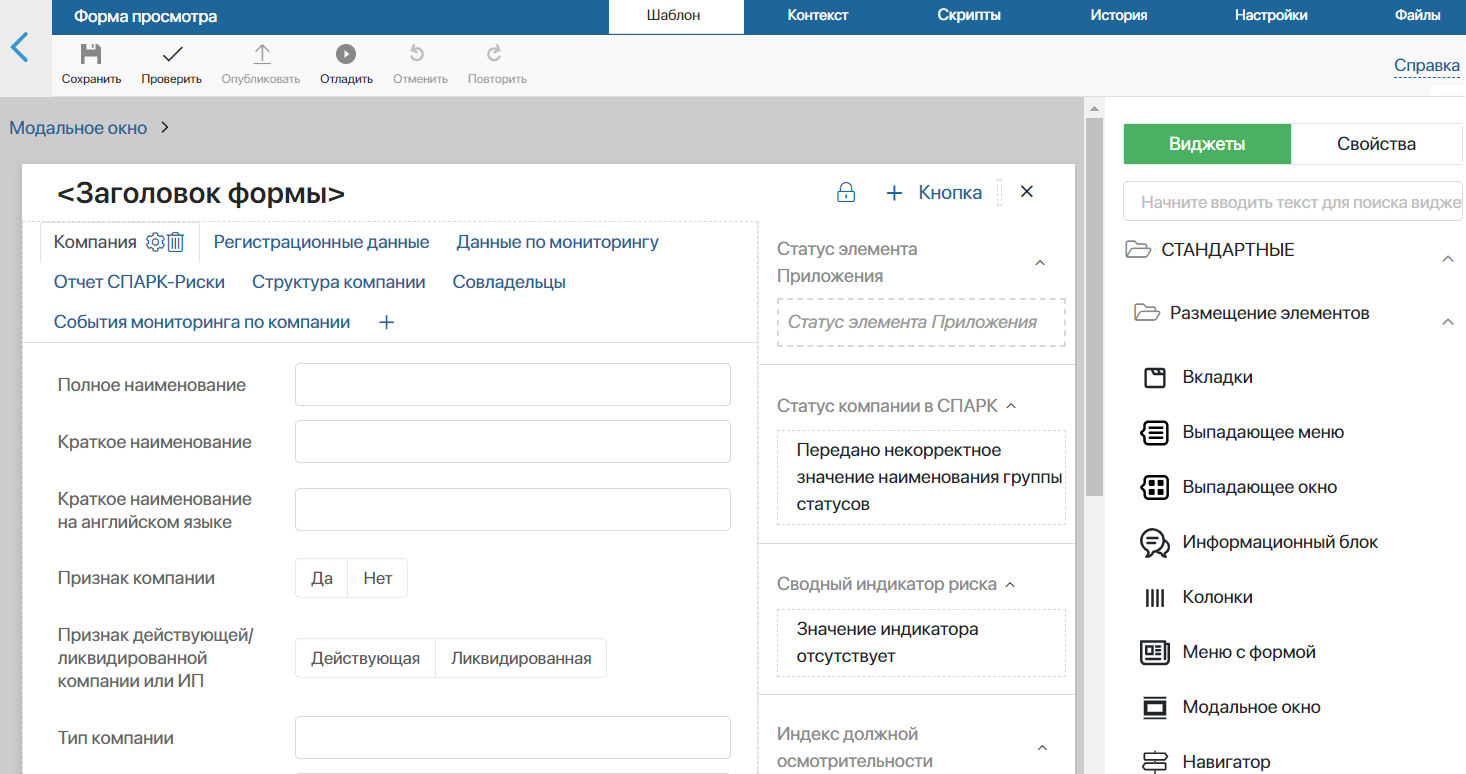 Форма просмотра
Шаблон
Контекст
Скрипты
История
Настройки
Файлы
Сохранить
Проверить
Опубликовать
Отладить
Отменить
Повторить
Справка
Модальное окно
<Заголовок формы>
Кнопка
Компания
Регистрационные данные
Данные по мониторингу
Отчет СПАРК-Риски
Структура компании
Совладельцы
События мониторинга по компании
Полное наименование
Краткое наименование
Краткое наименование
на английском языке
Признак компании
Да
Нет
Признак действующей/
ликвидированной
компании или ИП
Действующая
Ликвидированная
Тип компании
Статус элемента
Приложения
Статус элемента Приложения
Статус компании в СПАРК
Передано некорректное
значение наименования группы
статусов
Сводный индикатор риска
Значение индикатора
отсутствует
Индекс должной
осмотрительности
Виджеты
Свойства
Начните вводить текст для поиска видже
СТАНДАРТНЫЕ
Размещение элементов
Вкладки
Выпадающее меню
Выпадающее окно
Информационный блок
Колонки
Меню с формой
Модальное окно
Навигатор